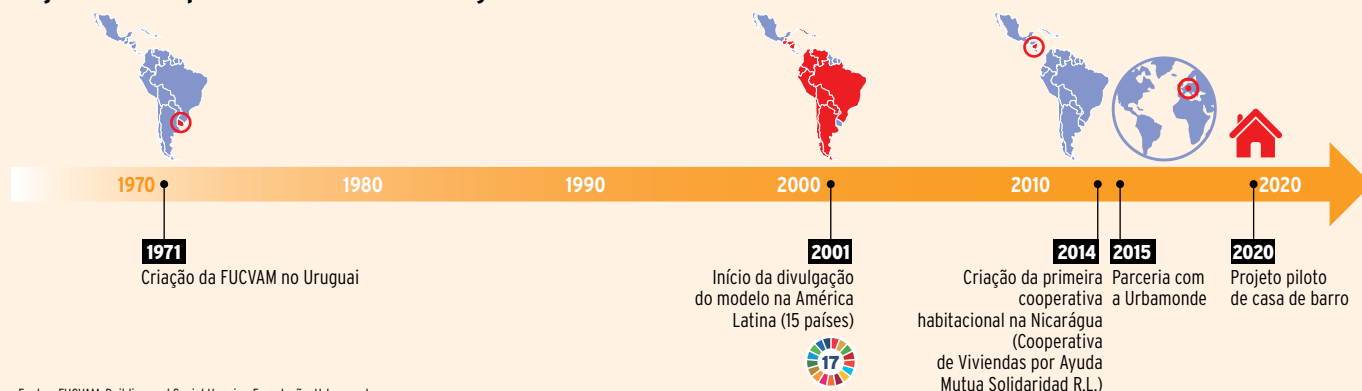 1970
1980
1990
2000
2010
2020
1971
Criação da FUCVAM no Uruguai
2001
Início da divulgação
do modelo na América
Latina (15 países)
17
2014
Criação da primeira
cooperativa
habitacional na Nicarágua
(Cooperativa
de Viviendas por Ayuda
Mutua Solidaridad R.L.)
2015
Parceria com
a Urbamonde
2020
Projeto piloto
de casa de barro